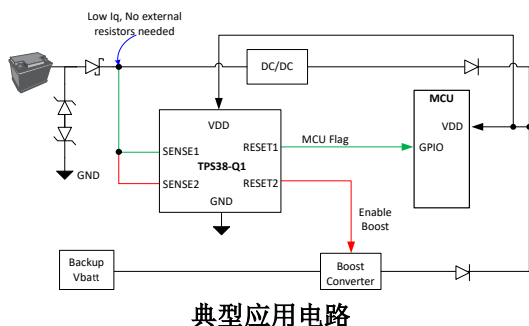 Low Iq, No external
resistors needed
DC/DC
MCU
VDD
VDD
SENSE1
RESET1
MCU Flag
GPIO
TPS38-Q1
SENSE2
RESET2
GND
GND
Enable
Boost
Backup
Vbatt
Boost
Converter
典型应用电路